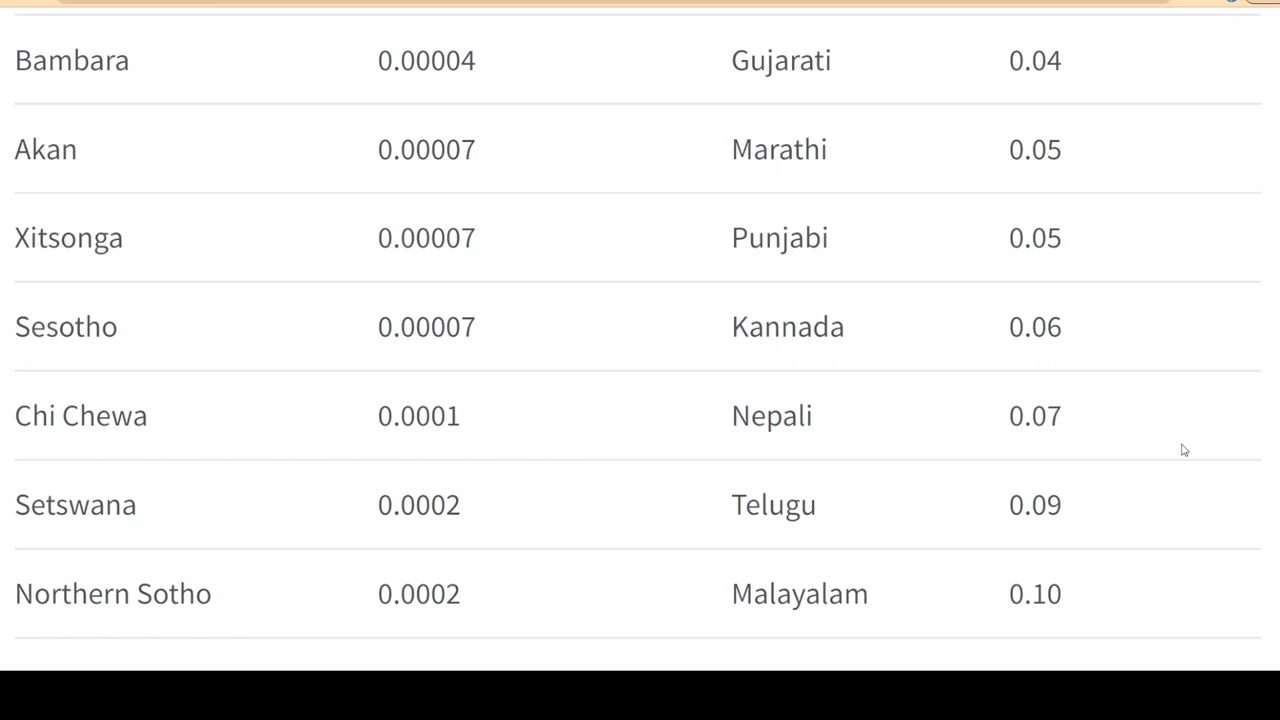 Bambara 0.00004 Gujarati 0.04
Akan 0.00007 Marathi 0.05
Xitsonga 0.00007 Punjabi 0.05
Sesotho 0.00007 Kannada 0.06
Chi Chewa 0.0001 Nepali 0.07
Setswana 0.0002 Telugu 0.09
Northern Sotho 0.0002 Malayalam 0.10